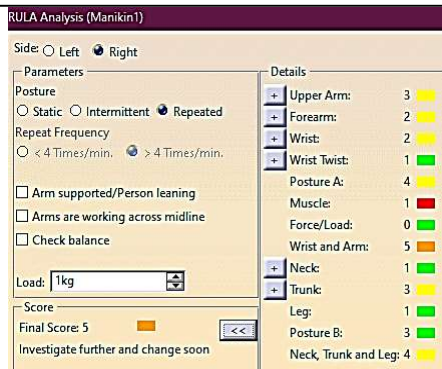 RULA Analysis (Manikin1)
Side: Left Right
Parameters
Posture
Static Intermittent Repeated
Repeat Frequency
< 4 Times/min. > 4 Times/min.
Arm supported/Person leaning
Arms are working across midline
Check balance
Load: 1kg
Score
Final Score: 5
<<
Investigate further and change soon
Details
+ Upper Arm: 3
+ Forearm: 2
+ Wrist: 2
+ Wrist Twist: 1
Posture A: 4
Muscle: 1
Force/Load: 0
Wrist and Arm: 5
+ Neck: 1
+ Trunk: 3
Leg: 1
Posture B: 3
Neck, Trunk and Leg: 4